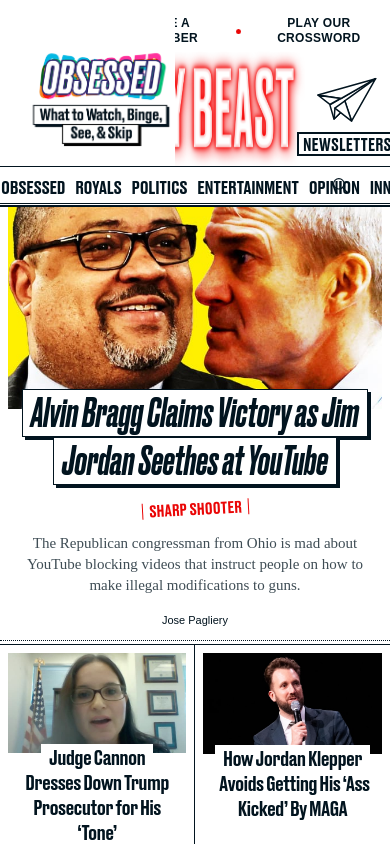 E A
BER
PLAY OUR
CROSSWORD
OBSESSED
What to Watch, Binge,
See, & Skip
Y BEAST
NEWSLETTERS
OBSESSED ROYALS POLITICS ENTERTAINMENT OPINION INN
Alvin Bragg Claims Victory as Jim
Jordan Seethes at YouTube
SHARP SHOOTER
The Republican congressman from Ohio is mad about
YouTube blocking videos that instruct people on how to
make illegal modifications to guns.
Jose Pagliery
Judge Cannon
Dresses Down Trump
Prosecutor for His
‘Tone’
How Jordan Klepper
Avoids Getting His ‘Ass
Kicked’ By MAGA